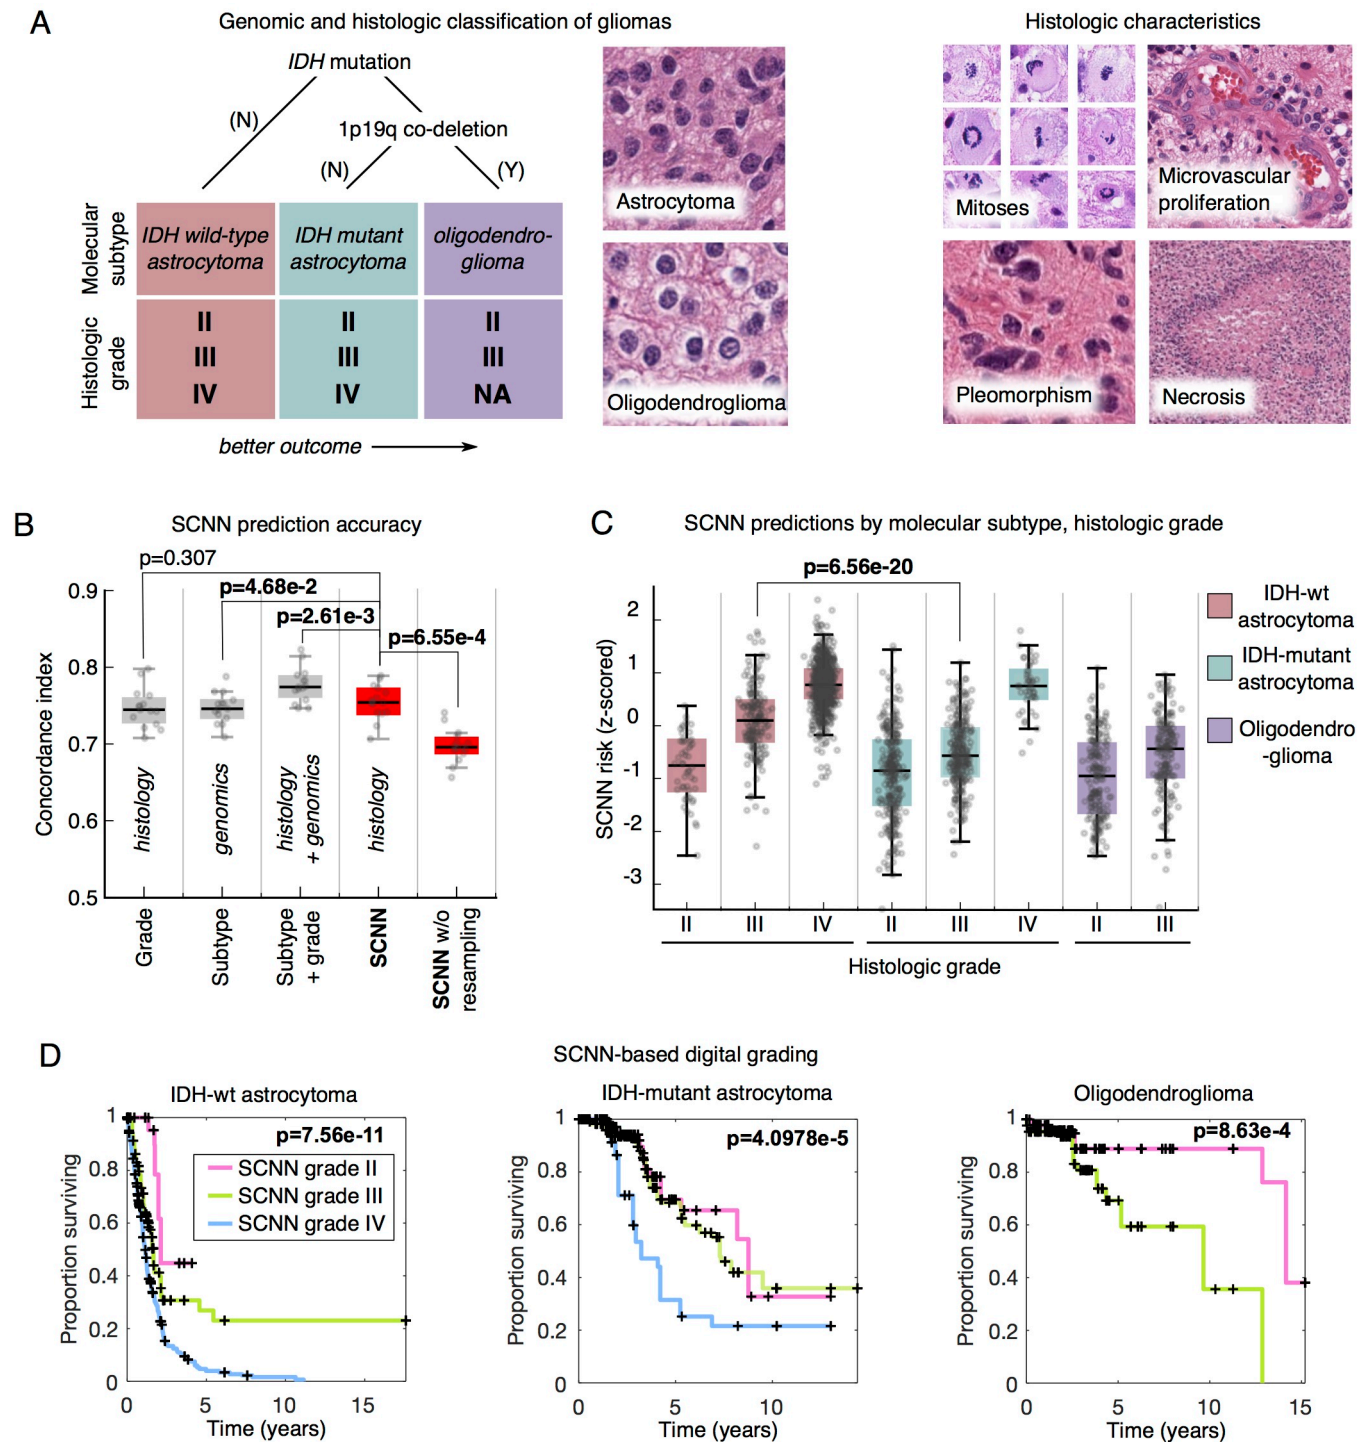 A
Genomic and histologic classification of gliomas
IDH mutation
(N)
1p19q co-deletion
(N)
(Y)
Molecular
subtype
IDH wild-type
astrocytoma
IDH mutant
astrocytoma
oligodendro-
glioma
Histologic
grade
II
III
IV
II
III
IV
II
III
NA
better outcome
Astrocytoma
Oligodendroglioma
Histologic characteristics
Mitoses
Microvascular
proliferation
Pleomorphism
Necrosis
B
SCNN prediction accuracy
p=0.307
p=4.68e-2
p=2.61e-3
p=6.55e-4
Concordance index
0.9
0.8
0.7
0.6
0.5
histology
genomics
histology
+ genomics
histology
Grade
Subtype
Subtype
+ grade
SCNN
SCNN w/o
resampling
C
SCNN predictions by molecular subtype, histologic grade
p=6.56e-20
SCNN risk (z-scored)
2
1
0
-1
-2
-3
II
III
IV
II
III
IV
II
III
Histologic grade
IDH-wt
astrocytoma
IDH-mutant
astrocytoma
Oligodendro
-glioma
D
SCNN-based digital grading
IDH-wt astrocytoma
p=7.56e-11
SCNN grade II
SCNN grade III
SCNN grade IV
Proportion surviving
1
0.8
0.6
0.4
0.2
0
0
5
10
15
Time (years)
IDH-mutant astrocytoma
p=4.0978e-5
Proportion surviving
1
0.8
0.6
0.4
0.2
0
0
5
10
Time (years)
Oligodendroglioma
p=8.63e-4
Proportion surviving
1
0.8
0.6
0.4
0.2
0
0
5
10
15
Time (years)